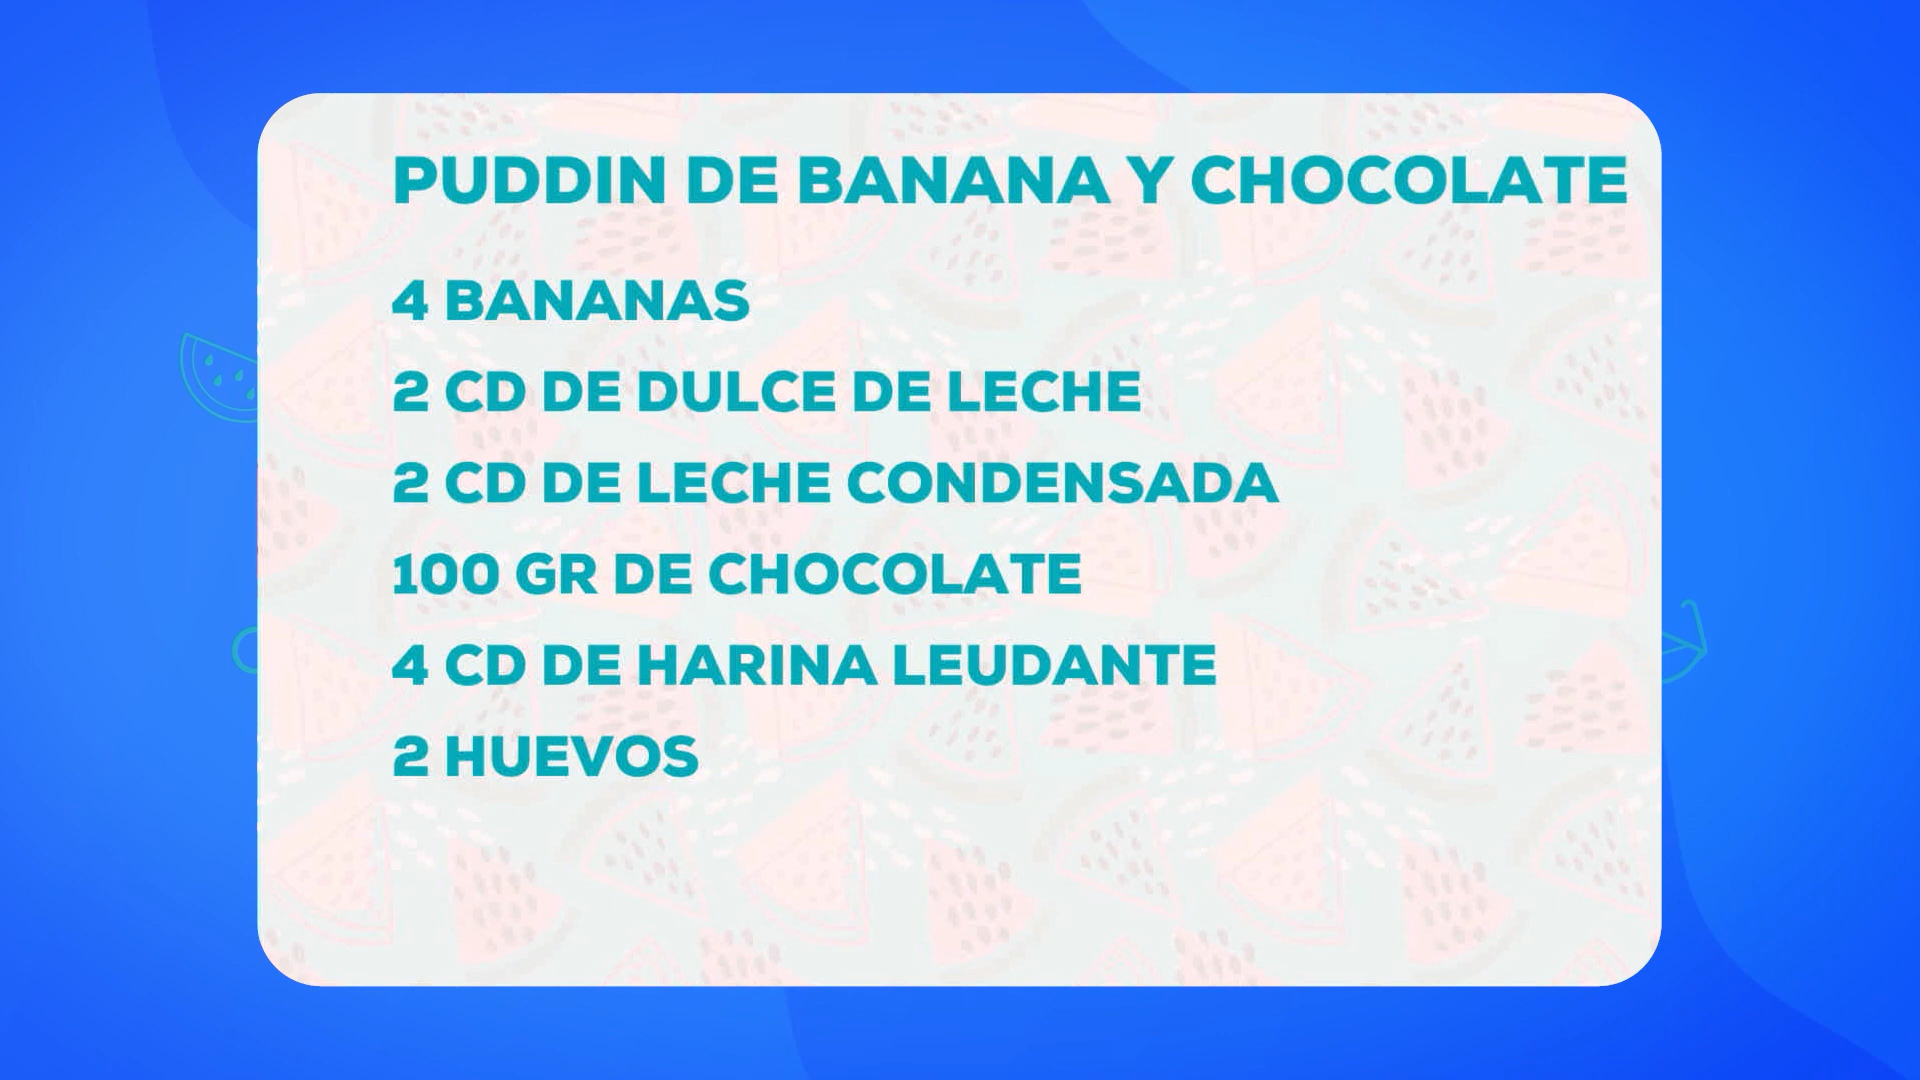 PUDDIN DE BANANA Y CHOCOLATE
4 BANANAS
2 CD DE DULCE DE LECHE
2 CD DE LECHE CONDENSADA
100 GR DE CHOCOLATE
4 CD DE HARINA LEUDANTE
2 HUEVOS